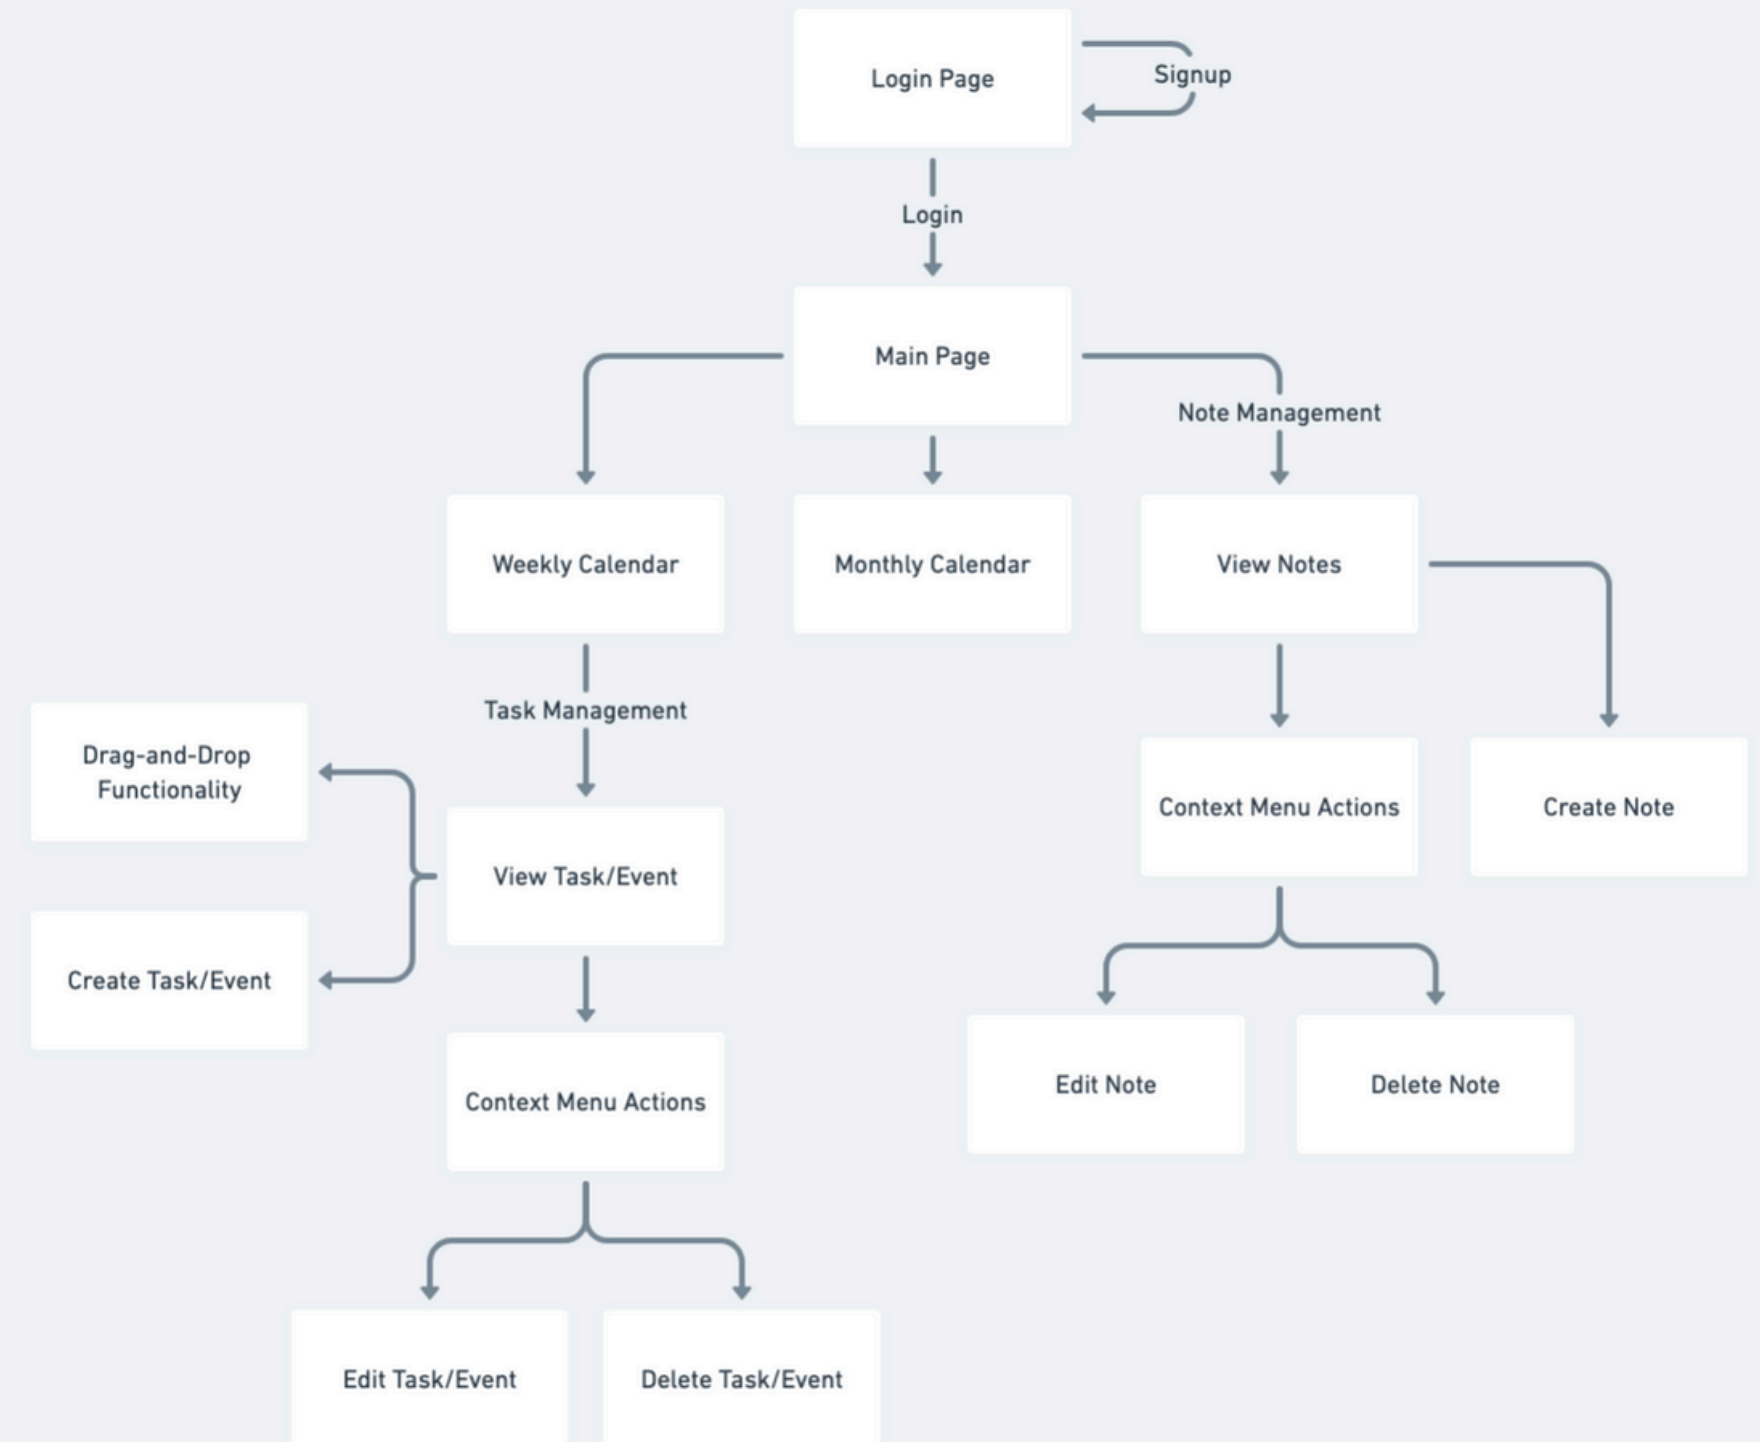 Login Page
Signup
Login
Main Page
Note Management
Weekly Calendar
Monthly Calendar
View Notes
Task Management
Drag-and-Drop
Functionality
Context Menu Actions
Create Note
View Task/Event
Create Task/Event
Edit Note
Delete Note
Context Menu Actions
Edit Task/Event
Delete Task/Event